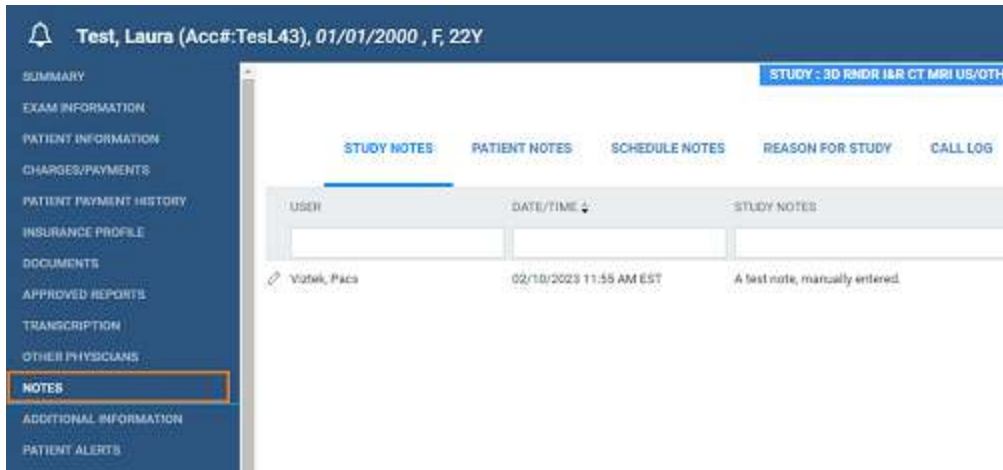 Test, Laura (Acc#:TesL43), 01/01/2000 , F, 22Y
SUMMARY
EXAM INFORMATION
PATIENT INFORMATION
CHARGES/PAYMENTS
PATIENT PAYMENT HISTORY
INSURANCE PROFILE
DOCUMENTS
APPROVED REPORTS
TRANSCRIPTION
OTHER PHYSICIANS
NOTES
ADDITIONAL INFORMATION
PATIENT ALERTS
STUDY : 3D RNDR I&R CT MRI US/OTH
STUDY NOTES PATIENT NOTES SCHEDULE NOTES REASON FOR STUDY CALL LOG
USER DATE/TIME STUDY NOTES
Viztek, Pacs 02/10/2023 11:55 AM EST A test note, manually entered.